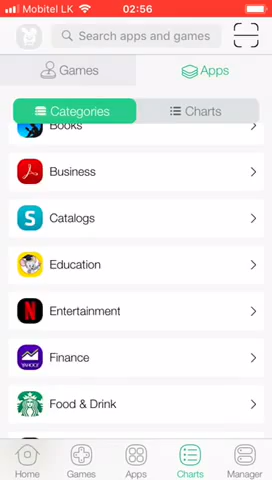 Mobitel LK
02:56
Search apps and games
Games
Apps
Categories
Charts
Books
Business
Catalogs
Education
Entertainment
Finance
Food & Drink
Home
Games
Apps
Charts
Manager